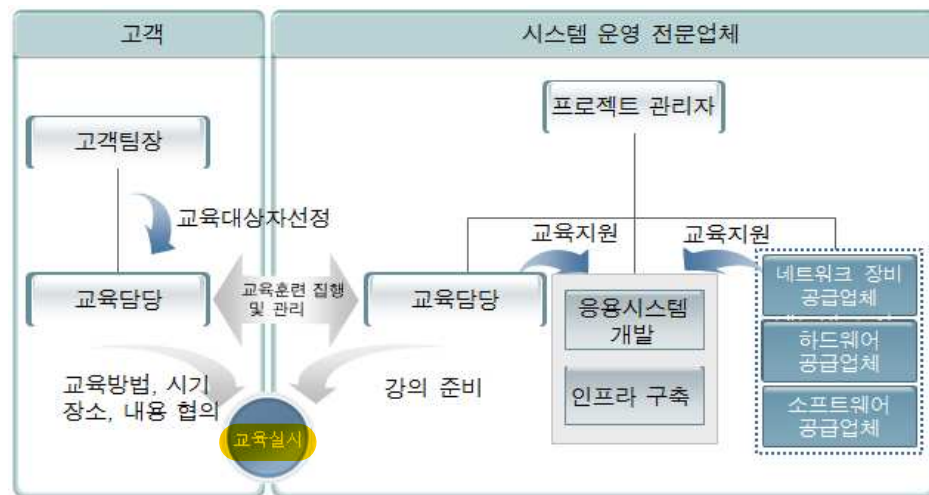 고객
시스템 운영 전문업체
프로젝트 관리자
고객팀장
교육대상자선정
교육지원
교육지원
교육담당
교육훈련 집행
및 관리
교육담당
응용시스템
개발
인프라 구축
네트워크 장비
공급업체
하드웨어
공급업체
소프트웨어
공급업체
교육방법, 시기
장소, 내용 협의
강의 준비
교육실시